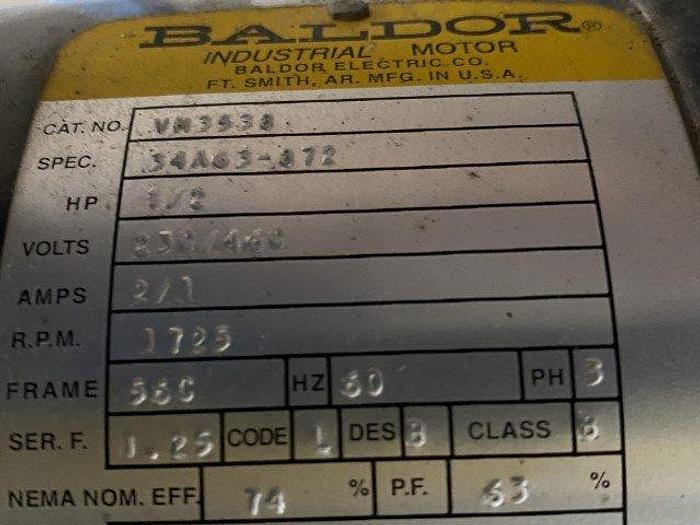 BALDOR®
INDUSTRIAL MOTOR
BALDOR ELECTRIC CO.
FT. SMITH, AR. MFG. IN U.S.A.
CAT. NO. VM3538
SPEC. 34A63-872
HP 1/2
VOLTS 230/460
AMPS 2/1
R.P.M. 1725
FRAME 56C HZ 60 PH 3
SER. F. 1.25 CODE L DES B CLASS B
NEMA NOM. EFF. 74 % P.F. 63 %